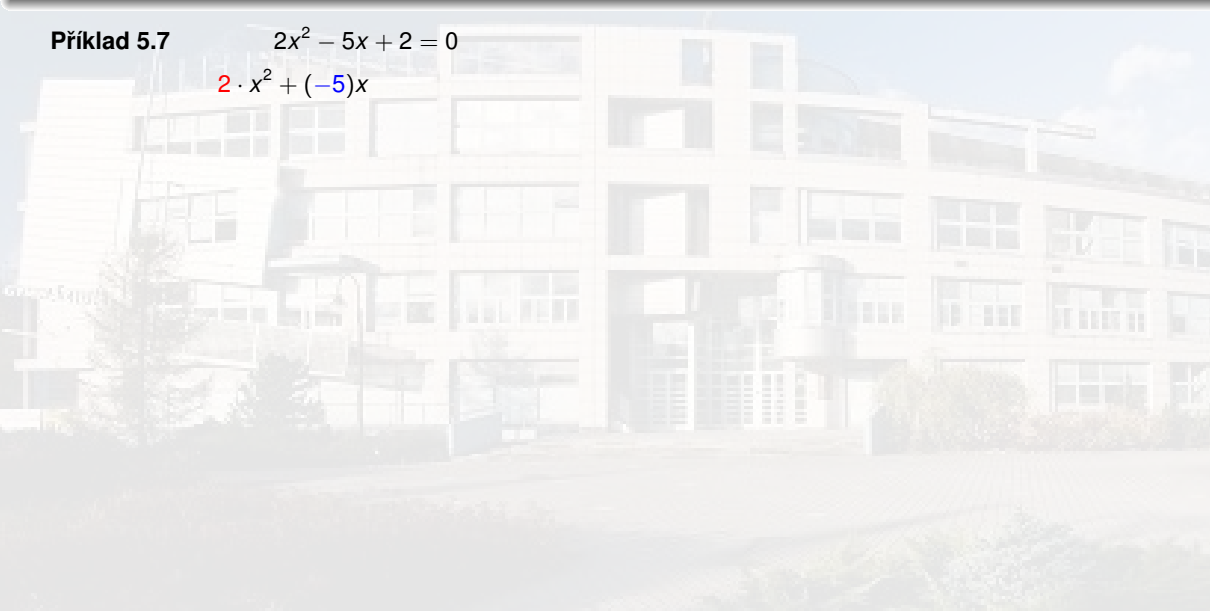 Příklad 5.7 2x² − 5x + 2 = 0
2 · x² + (−5)x